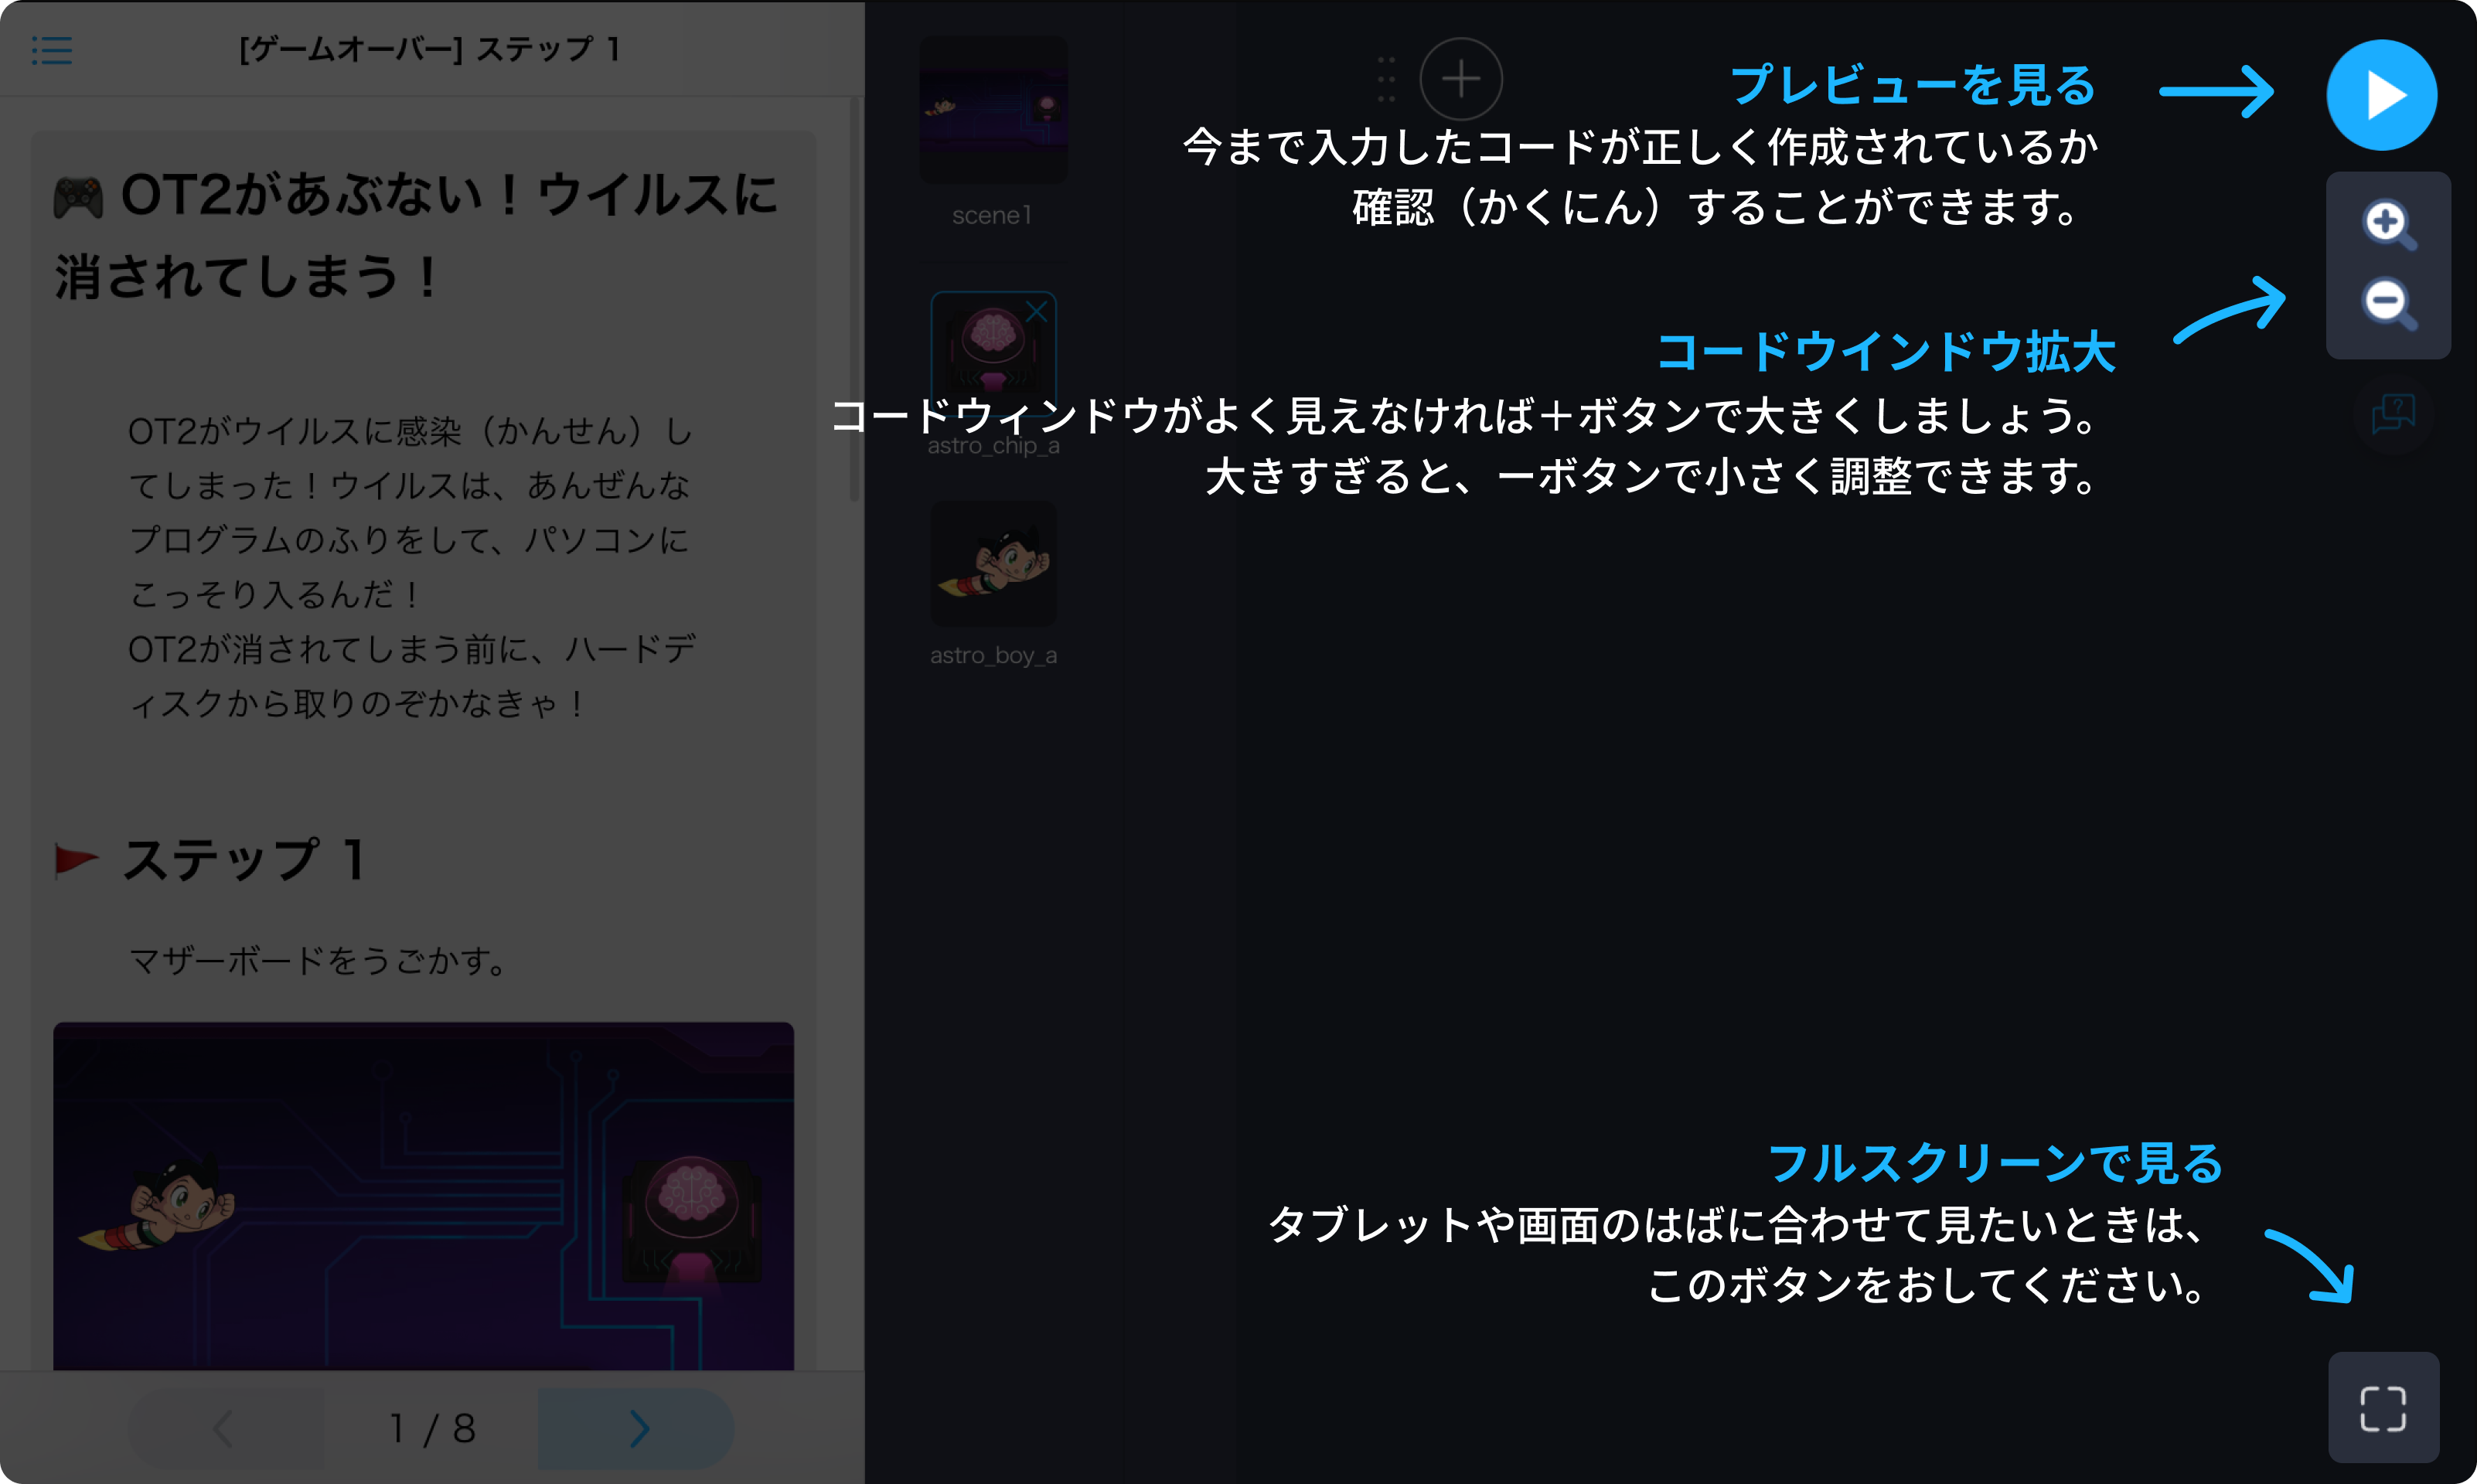 [ゲームオーバー] ステップ 1
OT2があぶない！ウイルスに
消されてしまう！
OT2がウイルスに感染（かんせん）し
てしまった！ウイルスは、あんぜんな
プログラムのふりをして、パソコンに
こっそり入るんだ！
OT2が消されてしまう前に、ハードデ
ィスクから取りのぞかなきゃ！
ステップ 1
マザーボードをうごかす。
1 / 8
scene1
astro_chip_a
astro_boy_a
プレビューを見る
今まで入力したコードが正しく作成されているか
確認（かくにん）することができます。
コードウインドウ拡大
コードウィンドウがよく見えなければ＋ボタンで大きくしましょう。
大きすぎると、ーボタンで小さく調整できます。
フルスクリーンで見る
タブレットや画面のはばに合わせて見たいときは、
このボタンをおしてください。